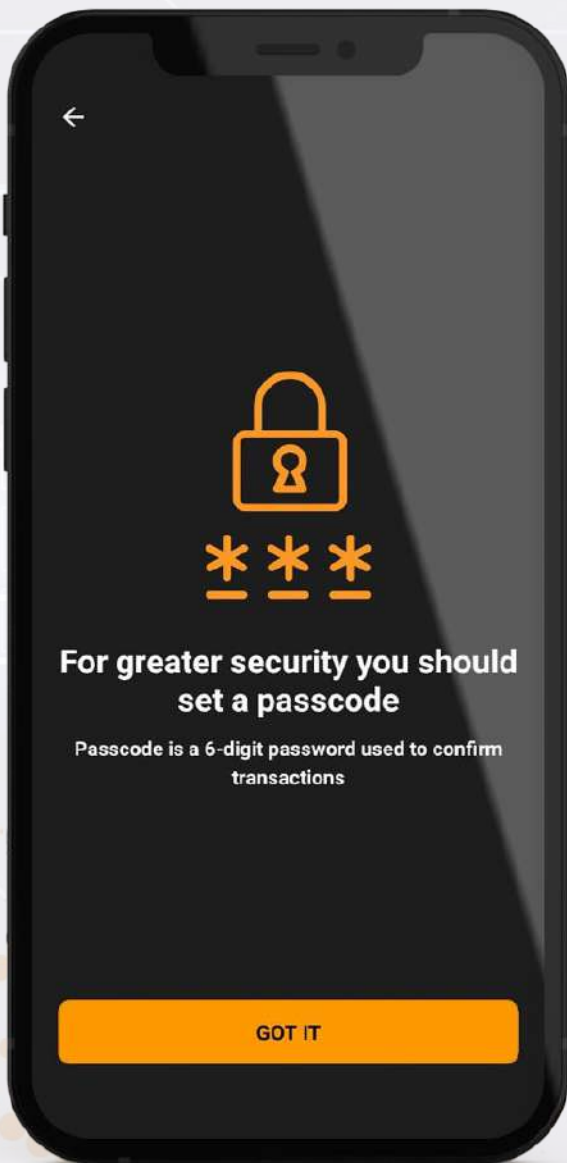 For greater security you should
set a passcode
Passcode is a 6-digit password used to confirm
transactions
GOT IT